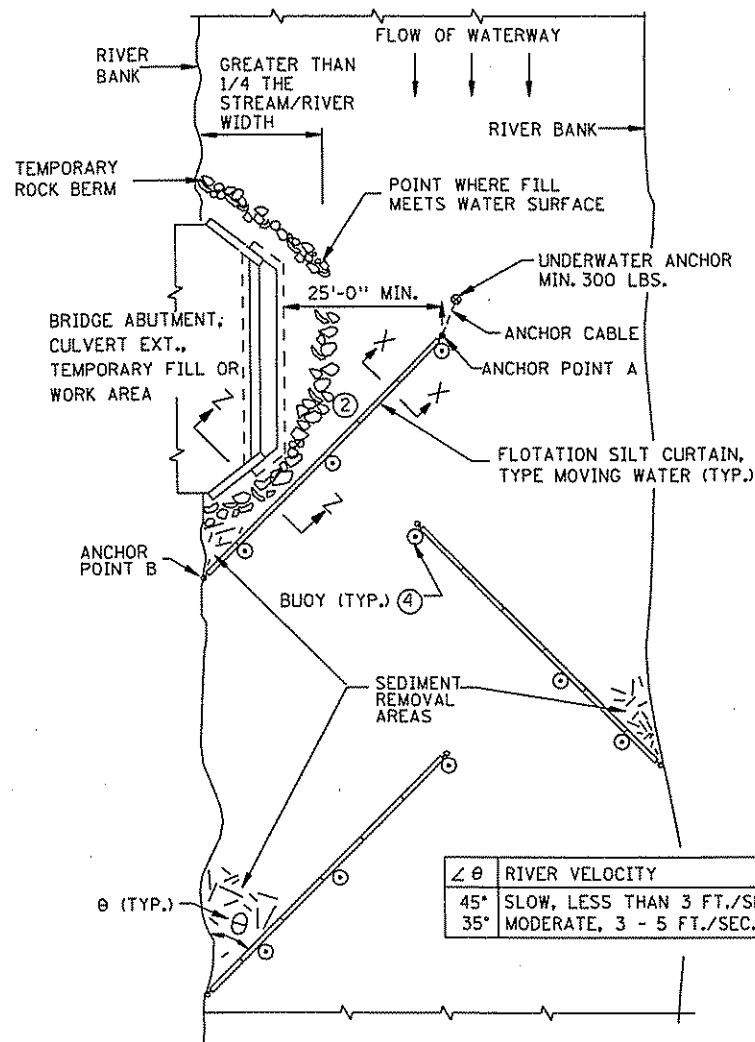 FLOW OF WATERWAY
RIVER
BANK
GREATER THAN
1/4 THE
STREAM/RIVER
WIDTH
RIVER BANK
TEMPORARY
ROCK BERM
POINT WHERE FILL
MEETS WATER SURFACE
UNDERWATER ANCHOR
MIN. 300 LBS.
25'-0" MIN.
ANCHOR CABLE
BRIDGE ABUTMENT,
CULVERT EXT.,
TEMPORARY FILL OR
WORK AREA
X
X
ANCHOR POINT A
Z
2
FLOTATION SILT CURTAIN,
TYPE MOVING WATER (TYP.)
Z
ANCHOR
POINT B
BUOY (TYP.) 4
SEDIMENT
REMOVAL
AREAS
θ (TYP.)
θ
∠ θ RIVER VELOCITY
45° SLOW, LESS THAN 3 FT./S
35° MODERATE, 3 - 5 FT./SEC.